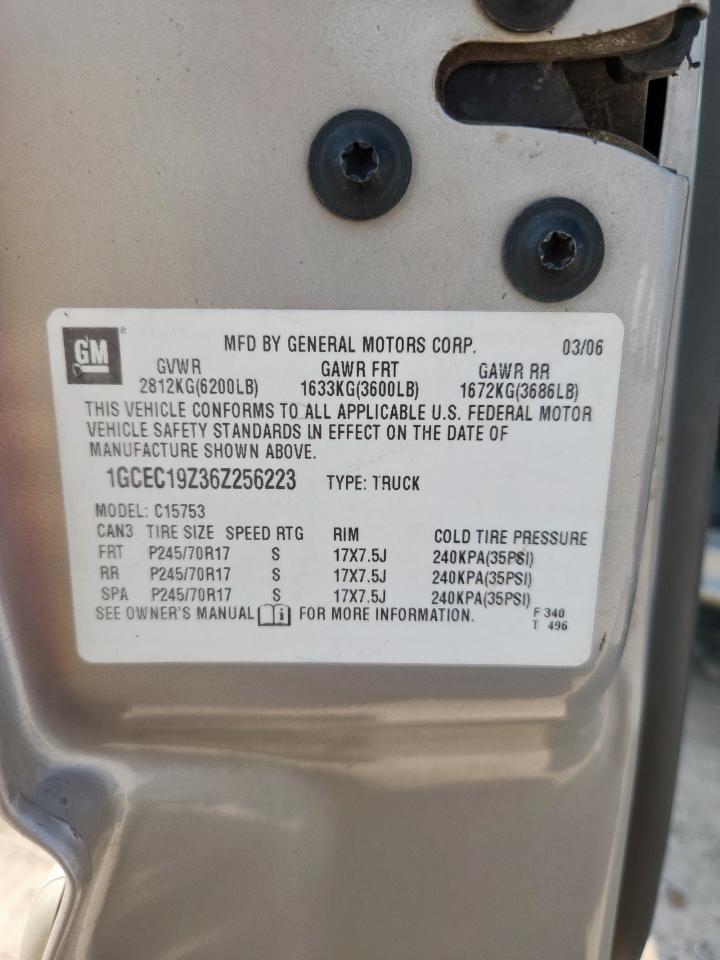 GM ® MFD BY GENERAL MOTORS CORP. 03/06
GVWR GAWR FRT GAWR RR
2812KG(6200LB) 1633KG(3600LB) 1672KG(3686LB)
THIS VEHICLE CONFORMS TO ALL APPLICABLE U.S. FEDERAL MOTOR
VEHICLE SAFETY STANDARDS IN EFFECT ON THE DATE OF
MANUFACTURE SHOWN ABOVE.
1GCEC19Z36Z256223 TYPE: TRUCK
MODEL: C15753
CAN3 TIRE SIZE SPEED RTG RIM COLD TIRE PRESSURE
FRT P245/70R17 S 17X7.5J 240KPA(35PSI)
RR P245/70R17 S 17X7.5J 240KPA(35PSI)
SPA P245/70R17 S 17X7.5J 240KPA(35PSI)
SEE OWNER'S MANUAL i FOR MORE INFORMATION. F 340
T 496